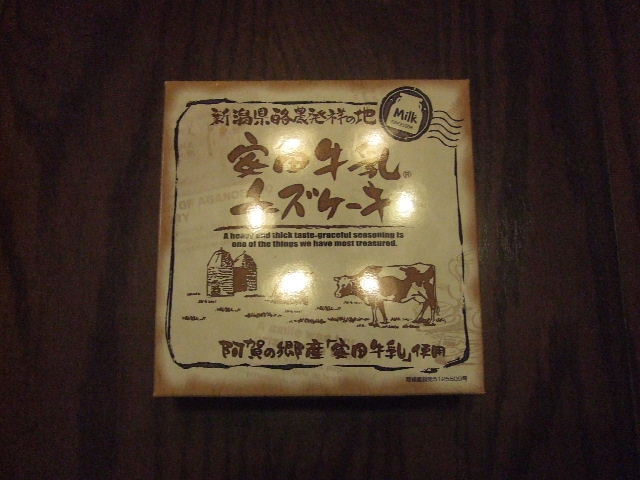 新潟県酪農発祥の地
Milk
安田牛乳®
チーズケーキ
A heavy and thick taste-graceful seasoning is
one of the things we have most treasured.
阿賀の郷産「安田牛乳」使用